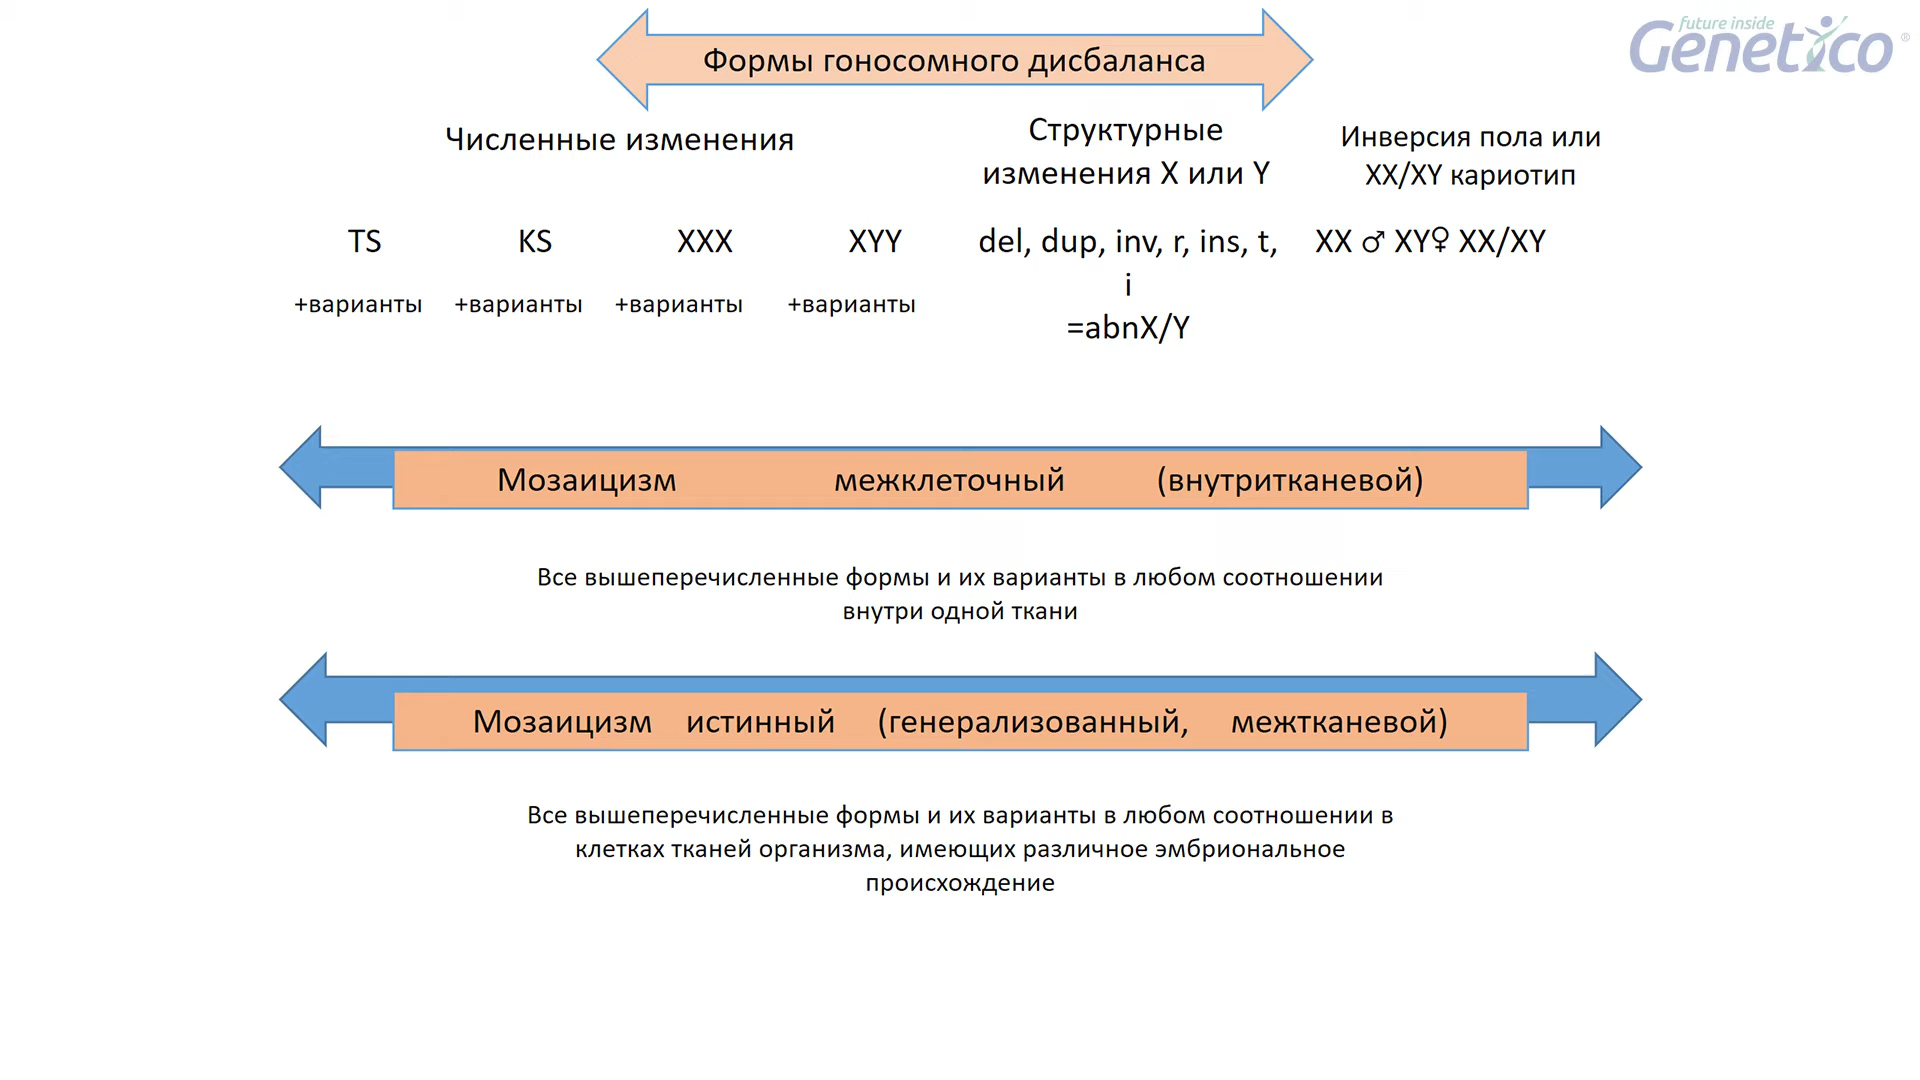 future inside
Genetico®
Формы гоносомного дисбаланса
Численные изменения
Структурные
изменения X или Y
Инверсия пола или
XX/XY кариотип
TS
KS
XXX
XYY
del, dup, inv, r, ins, t,
i
=abnX/Y
XX ♂ XY♀ XX/XY
+варианты
+варианты
+варианты
+варианты
Мозаицизм межклеточный (внутритканевой)
Все вышеперечисленные формы и их варианты в любом соотношении
внутри одной ткани
Мозаицизм истинный (генерализованный, межтканевой)
Все вышеперечисленные формы и их варианты в любом соотношении в
клетках тканей организма, имеющих различное эмбриональное
происхождение